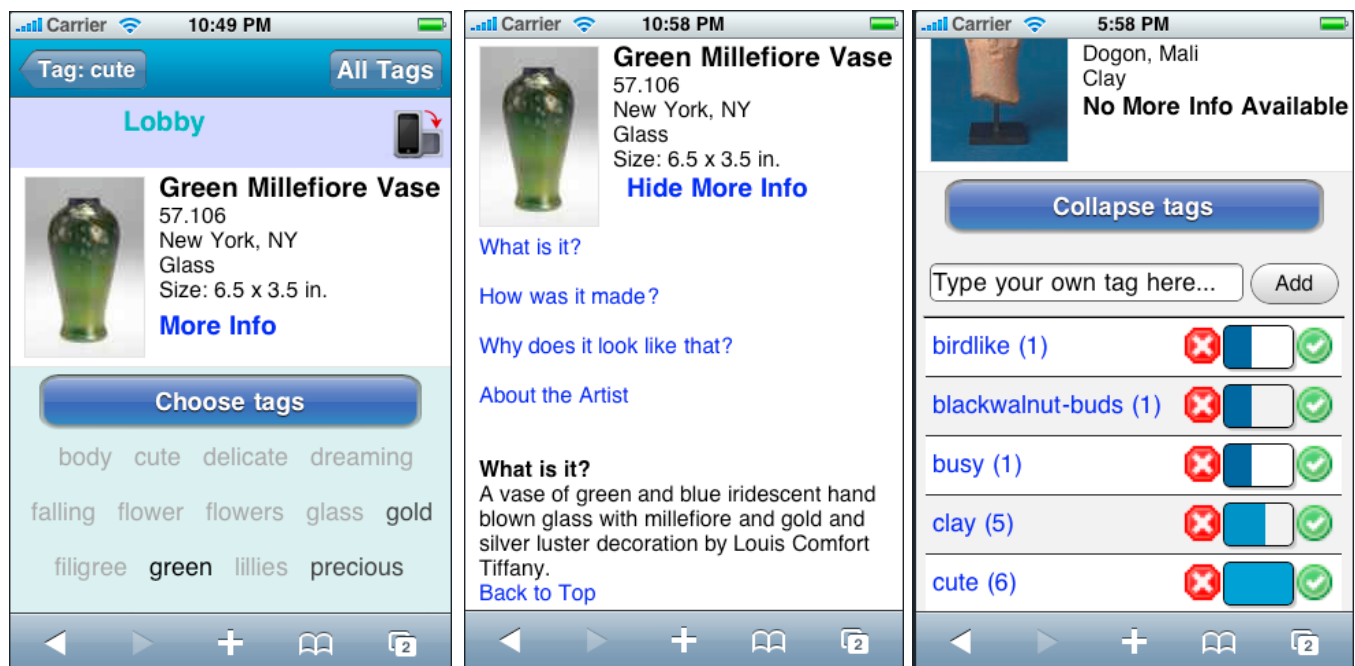 Carrier 10:49 PM
Tag: cute All Tags
Lobby
Green Millefiore Vase
57.106
New York, NY
Glass
Size: 6.5 x 3.5 in.
More Info
Choose tags
body cute delicate dreaming
falling flower flowers glass gold
filigree green lillies precious
2
Carrier 10:58 PM
Green Millefiore Vase
57.106
New York, NY
Glass
Size: 6.5 x 3.5 in.
Hide More Info
What is it?
How was it made?
Why does it look like that?
About the Artist
What is it?
A vase of green and blue iridescent hand
blown glass with millefiore and gold and
silver luster decoration by Louis Comfort
Tiffany.
Back to Top
2
Carrier 5:58 PM
Dogon, Mali
Clay
No More Info Available
Collapse tags
Type your own tag here... Add
birdlike (1)
blackwalnut-buds (1)
busy (1)
clay (5)
cute (6)
2